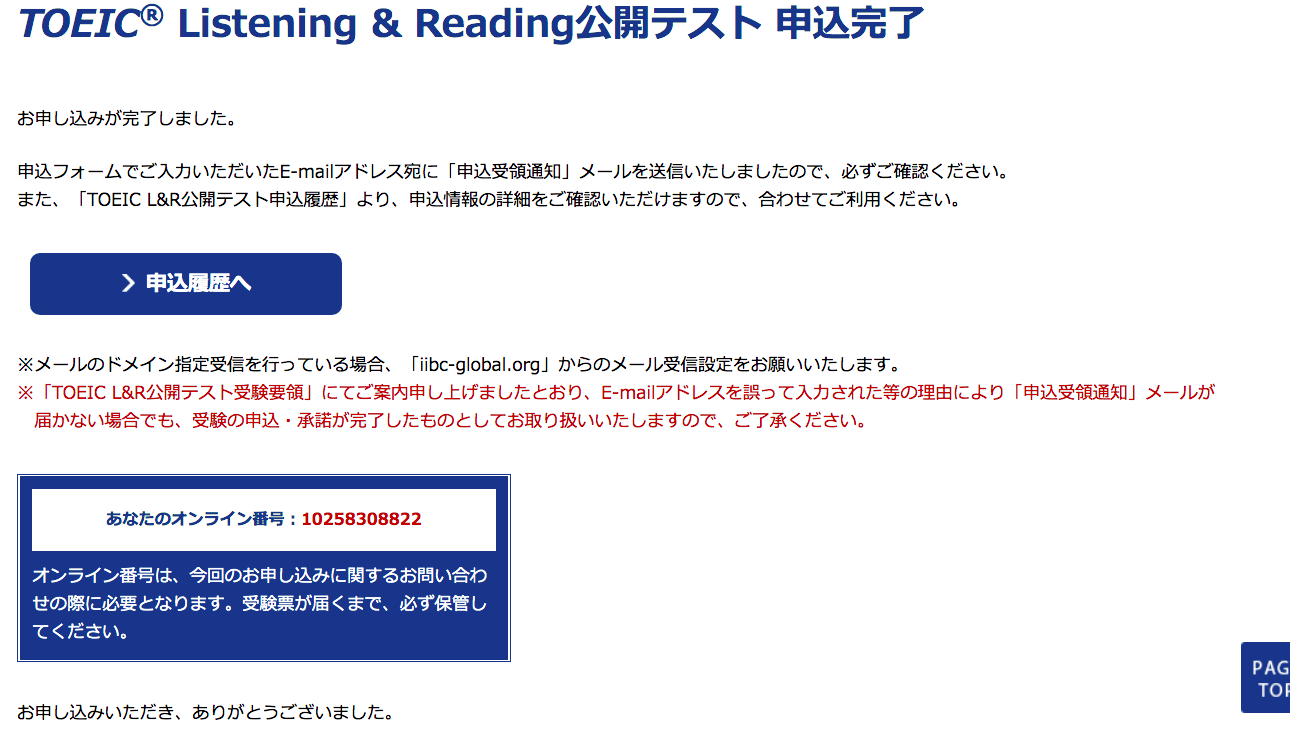 TOEIC® Listening & Reading公開テスト 申込完了
お申し込みが完了しました。
申込フォームでご入力いただいたE-mailアドレス宛に「申込受領通知」メールを送信いたしましたので、必ずご確認ください。
また、「TOEIC L&R公開テスト申込履歴」より、申込情報の詳細をご確認いただけますので、合わせてご利用ください。
申込履歴へ
※メールのドメイン指定受信を行っている場合、「iibc-global.org」からのメール受信設定をお願いいたします。
※「TOEIC L&R公開テスト受験要領」にてご案内申し上げましたとおり、E-mailアドレスを誤って入力された等の理由により「申込受領通知」メールが
届かない場合でも、受験の申込・承諾が完了したものとしてお取り扱いいたしますので、ご了承ください。
あなたのオンライン番号：10258308822
オンライン番号は、今回のお申し込みに関するお問い合わ
せの際に必要となります。受験票が届くまで、必ず保管し
てください。
お申し込みいただき、ありがとうございました。
PAG
TOP